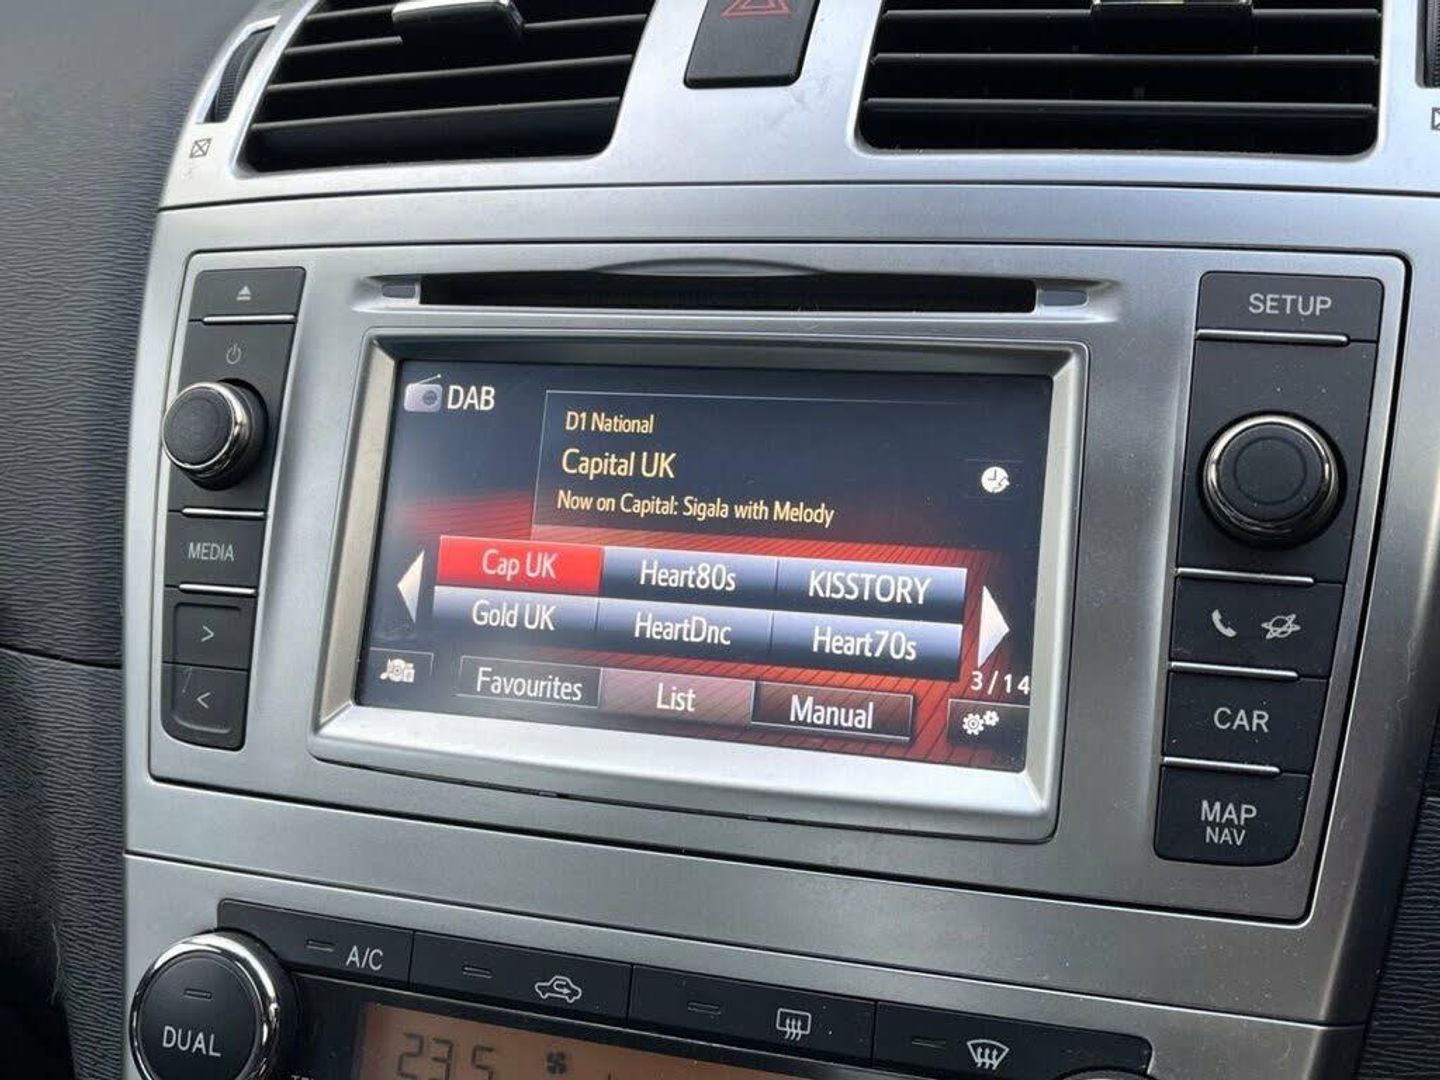 SETUP
DAB
D1 National
Capital UK
Now on Capital: Sigala with Melody
MEDIA
Cap UK
Heart80s
KISSTORY
Gold UK
HeartDnc
Heart70s
>
<
Favourites
List
Manual
3/14
CAR
MAP
NAV
A/C
DUAL
23.5